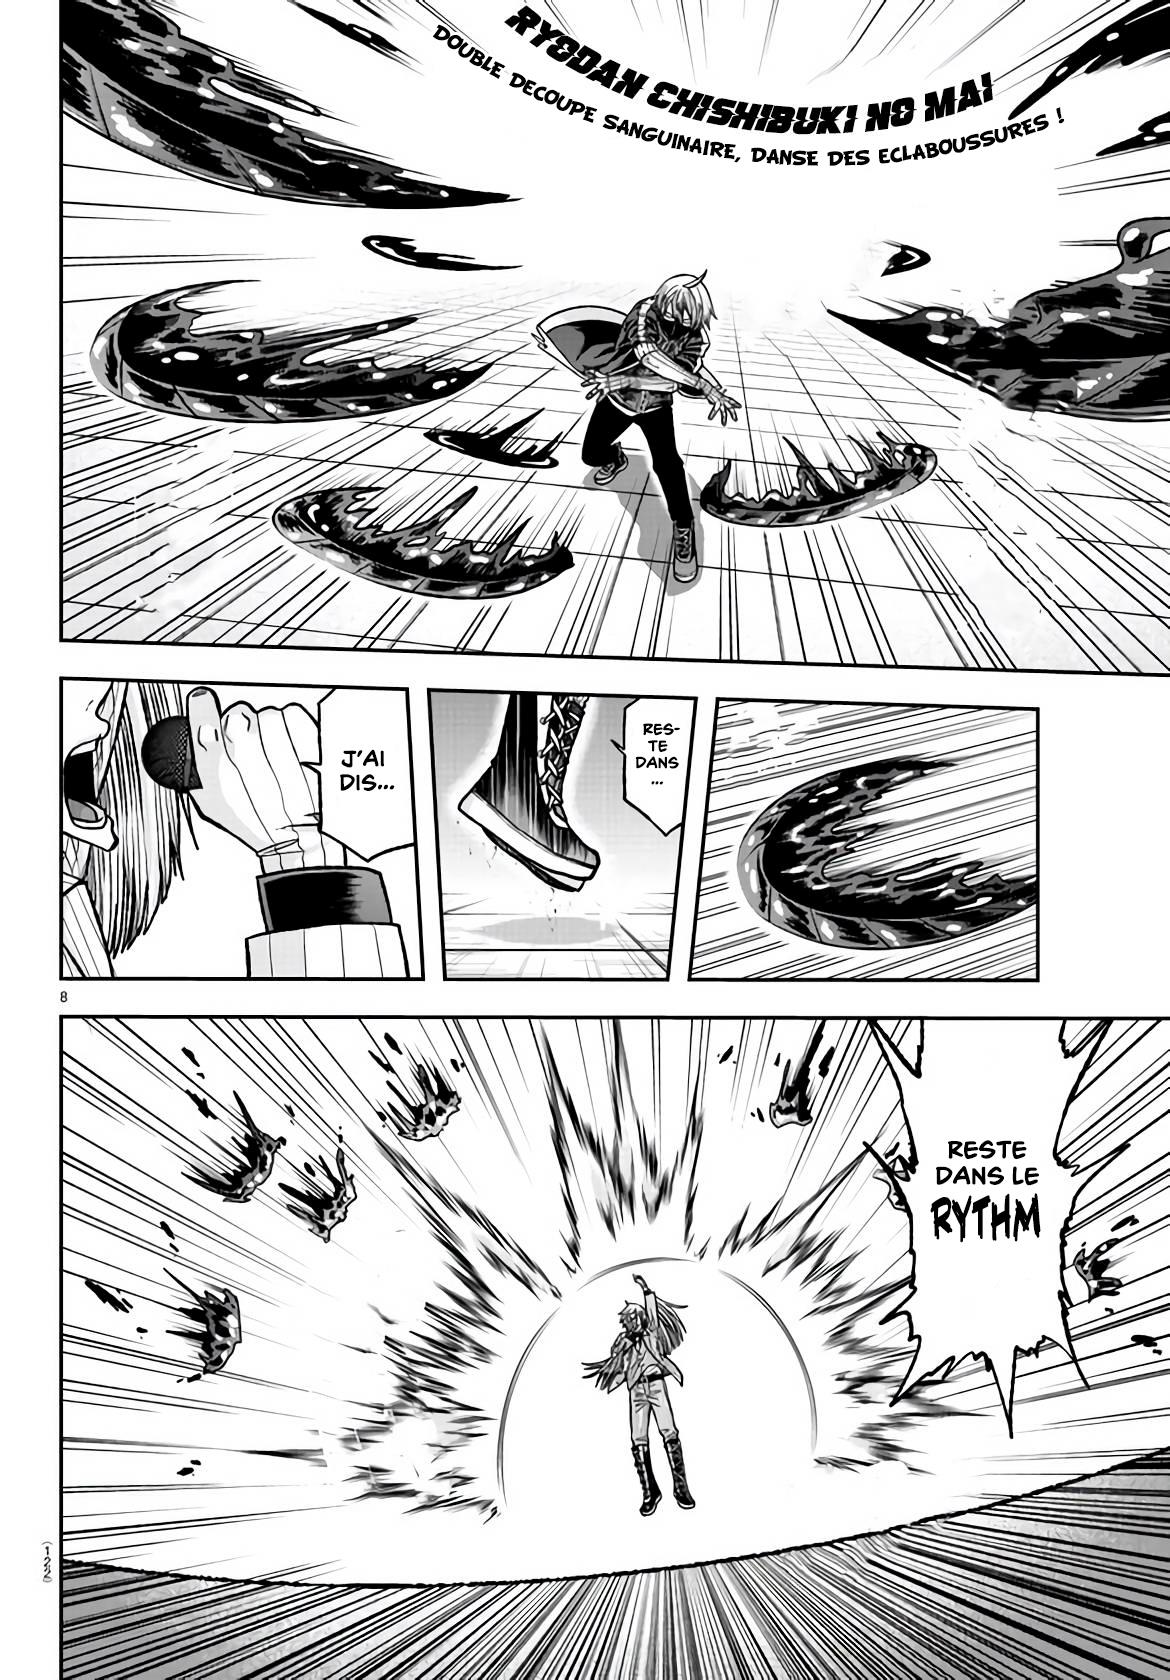 RYODAN CHISHIBUKI NO MAI
DOUBLE DECOUPE SANGUINAIRE, DANSE DES ECLABOUSSURES !
J'AI
DIS...
RES-
TE
DANS
...
8
RESTE
DANS LE
RYTHM
(122)